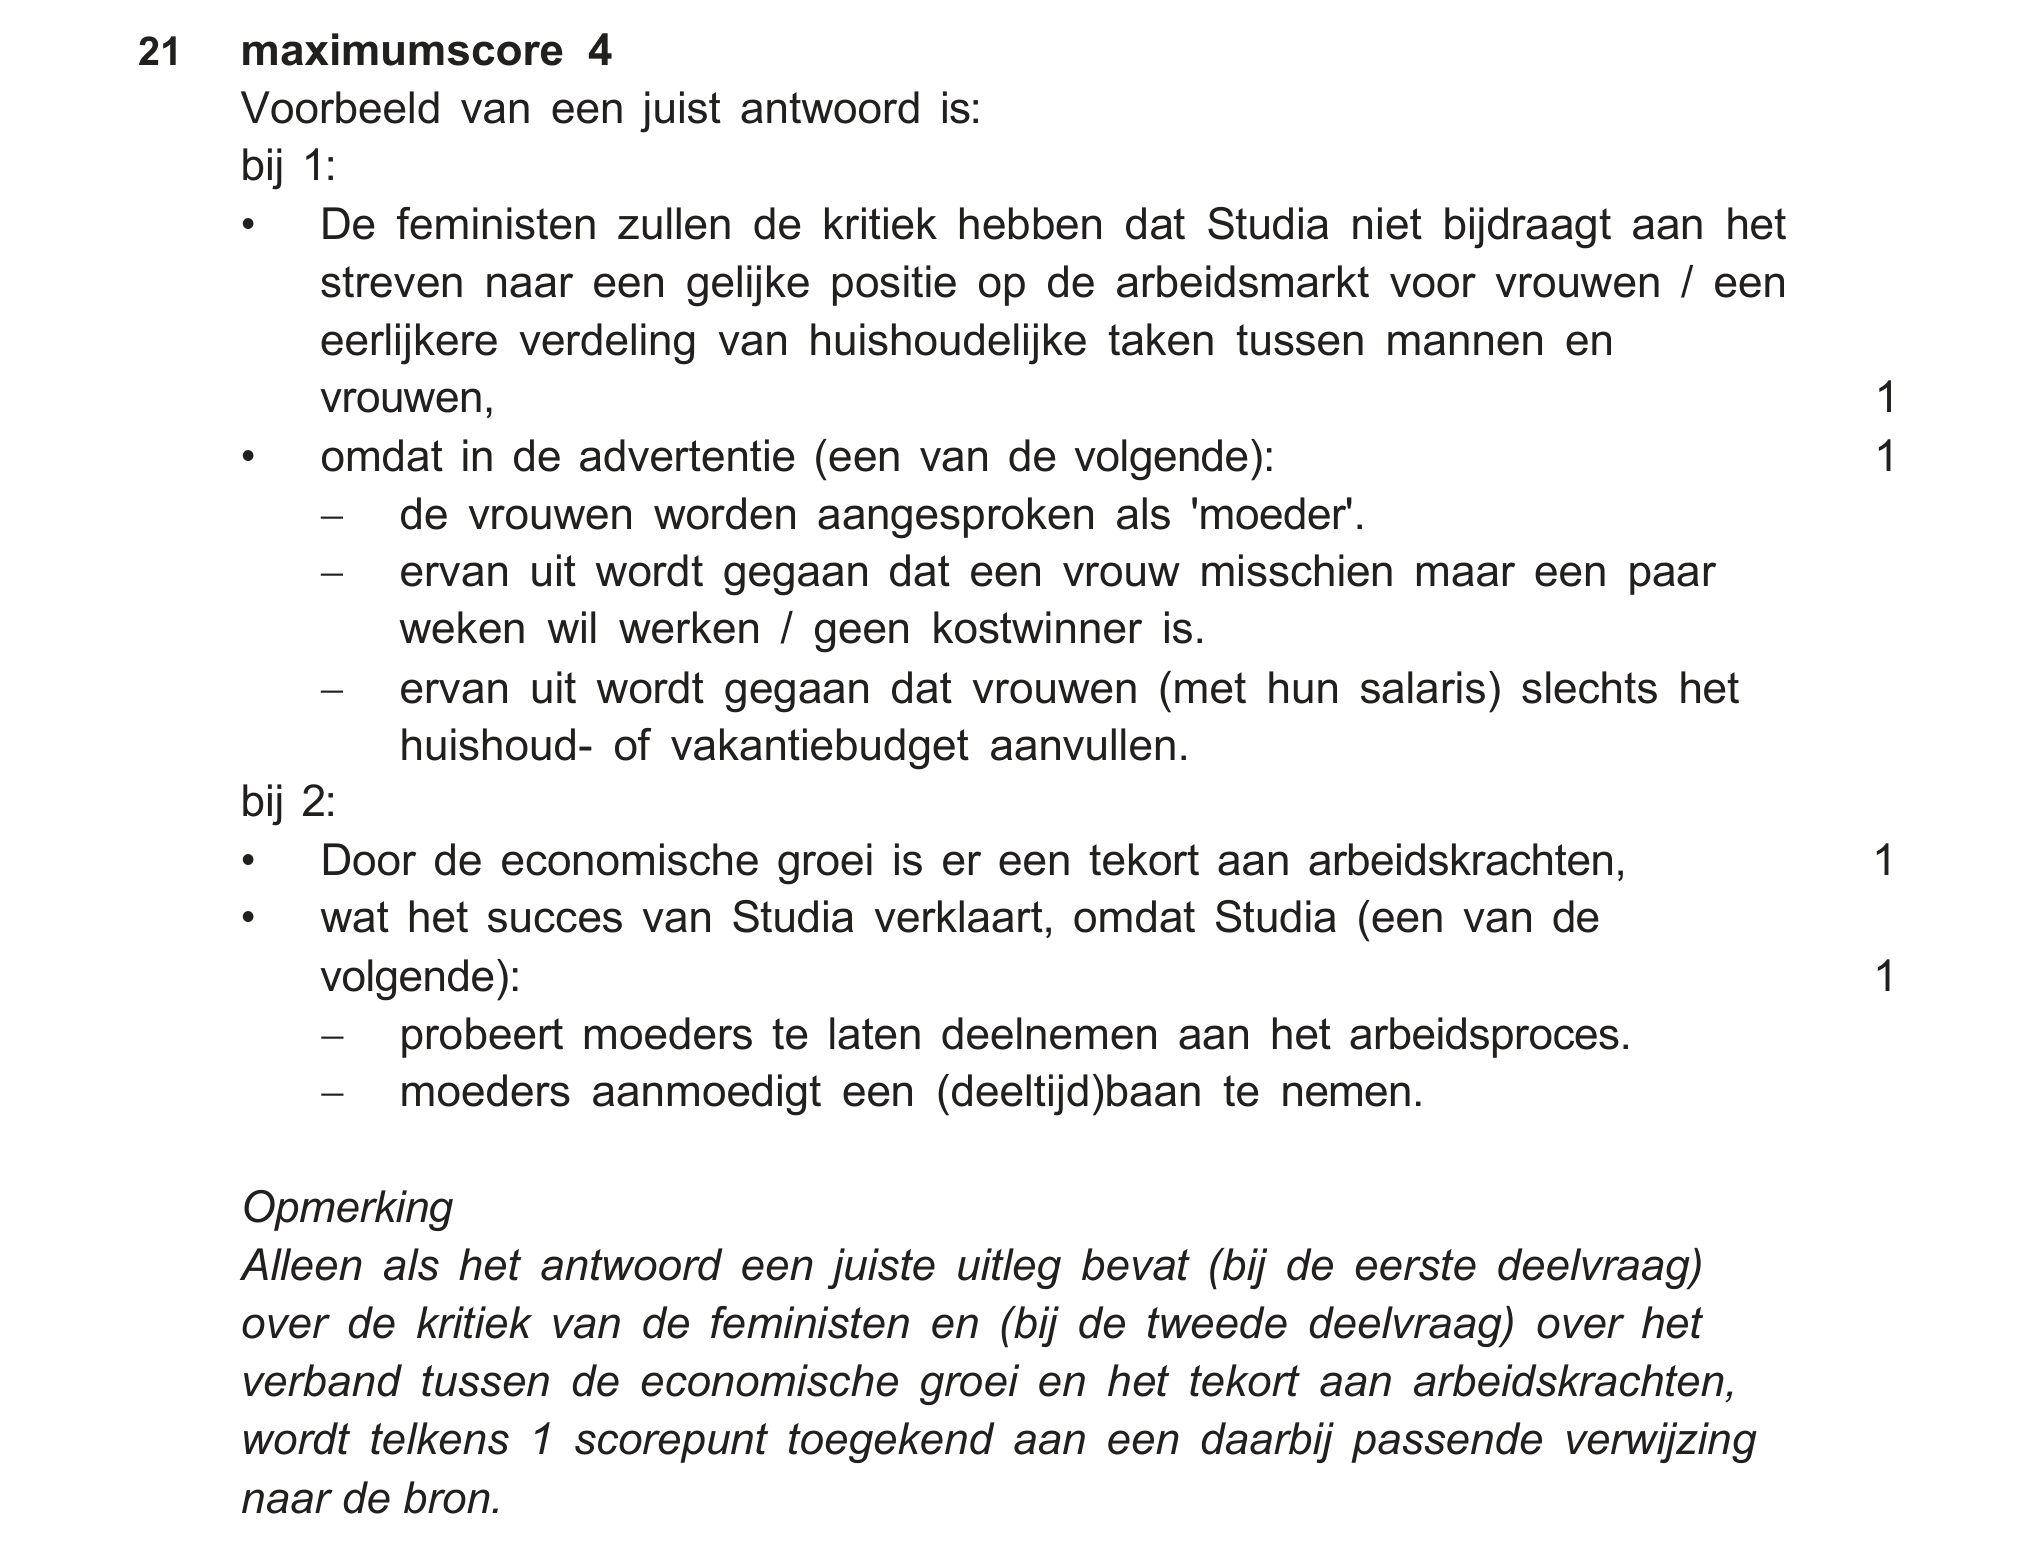 21 maximumscore 4
Voorbeeld van een juist antwoord is:
bij 1:
• De feministen zullen de kritiek hebben dat Studia niet bijdraagt aan het
streven naar een gelijke positie op de arbeidsmarkt voor vrouwen / een
eerlijkere verdeling van huishoudelijke taken tussen mannen en
vrouwen, 1
• omdat in de advertentie (een van de volgende): 1
– de vrouwen worden aangesproken als 'moeder'.
– ervan uit wordt gegaan dat een vrouw misschien maar een paar
weken wil werken / geen kostwinner is.
– ervan uit wordt gegaan dat vrouwen (met hun salaris) slechts het
huishoud- of vakantiebudget aanvullen.
bij 2:
• Door de economische groei is er een tekort aan arbeidskrachten, 1
• wat het succes van Studia verklaart, omdat Studia (een van de
volgende): 1
– probeert moeders te laten deelnemen aan het arbeidsproces.
– moeders aanmoedigt een (deeltijd)baan te nemen.
Opmerking
Alleen als het antwoord een juiste uitleg bevat (bij de eerste deelvraag)
over de kritiek van de feministen en (bij de tweede deelvraag) over het
verband tussen de economische groei en het tekort aan arbeidskrachten,
wordt telkens 1 scorepunt toegekend aan een daarbij passende verwijzing
naar de bron.